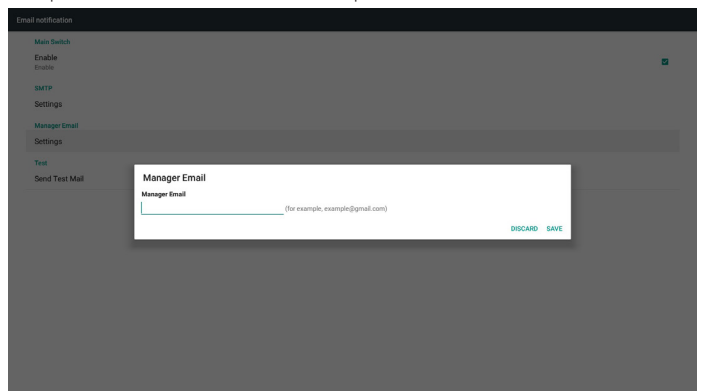 Email notification
Main Switch
Enable
Enable
SMTP
Settings
Manager Email
Settings
Test
Send Test Mail
Manager Email
Manager Email
(for example, example@gmail.com)
DISCARD SAVE